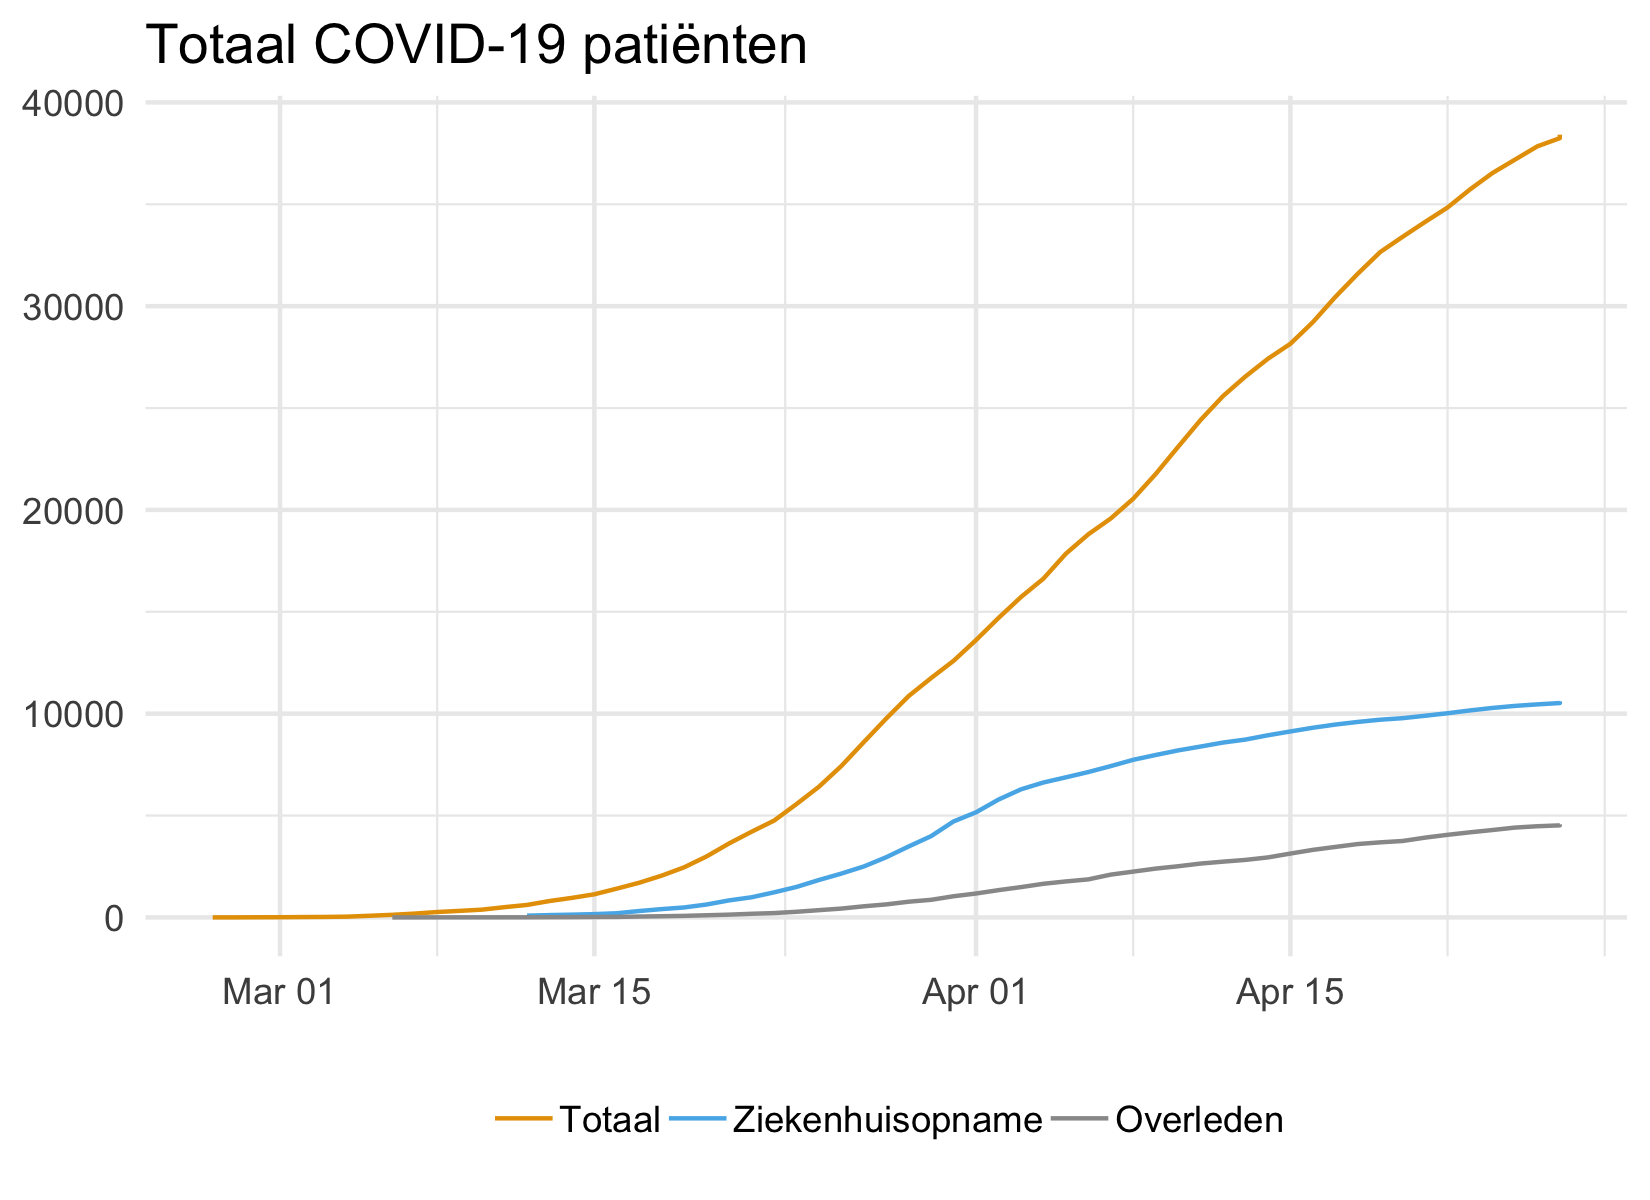 Totaal COVID-19 patiënten
40000
30000
20000
10000
0
Mar 01 Mar 15 Apr 01 Apr 15
Totaal Ziekenhuisopname Overleden